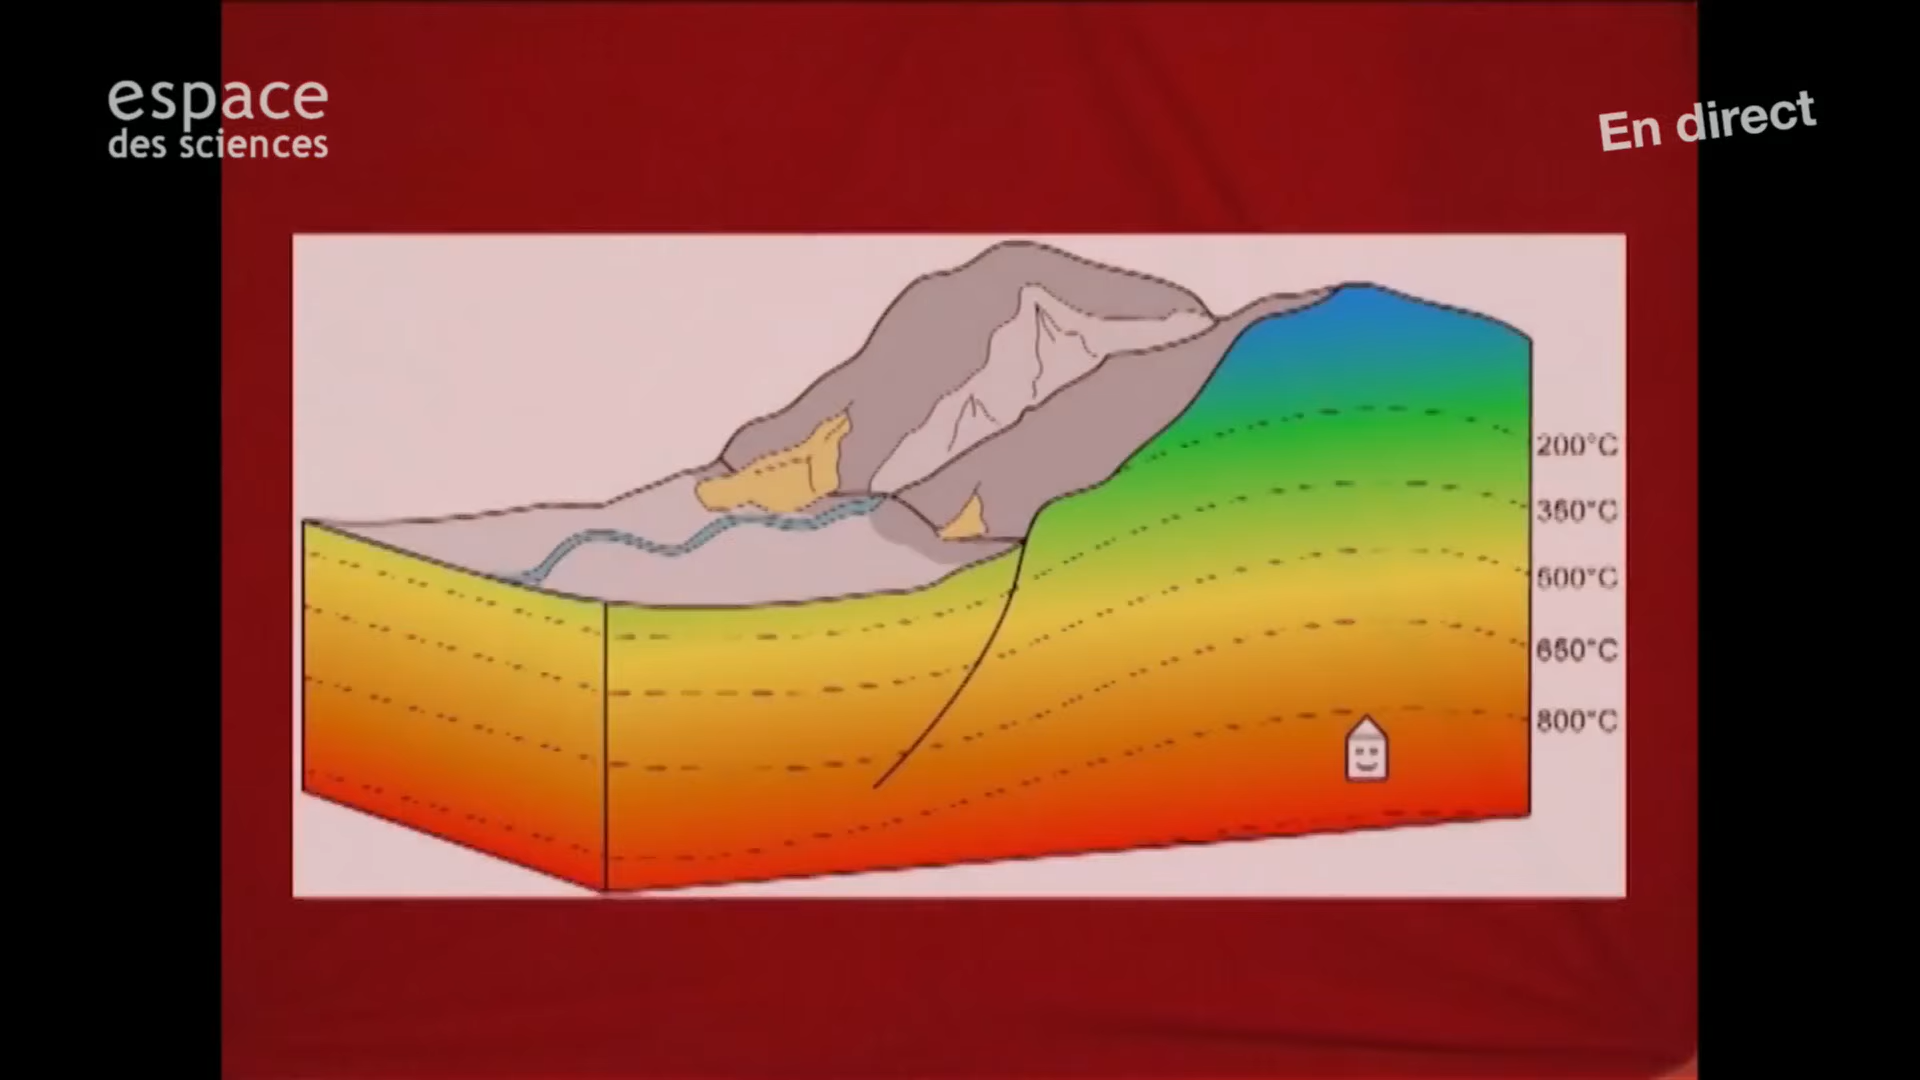 espace
des sciences
En direct
200°C
350°C
500°C
650°C
800°C